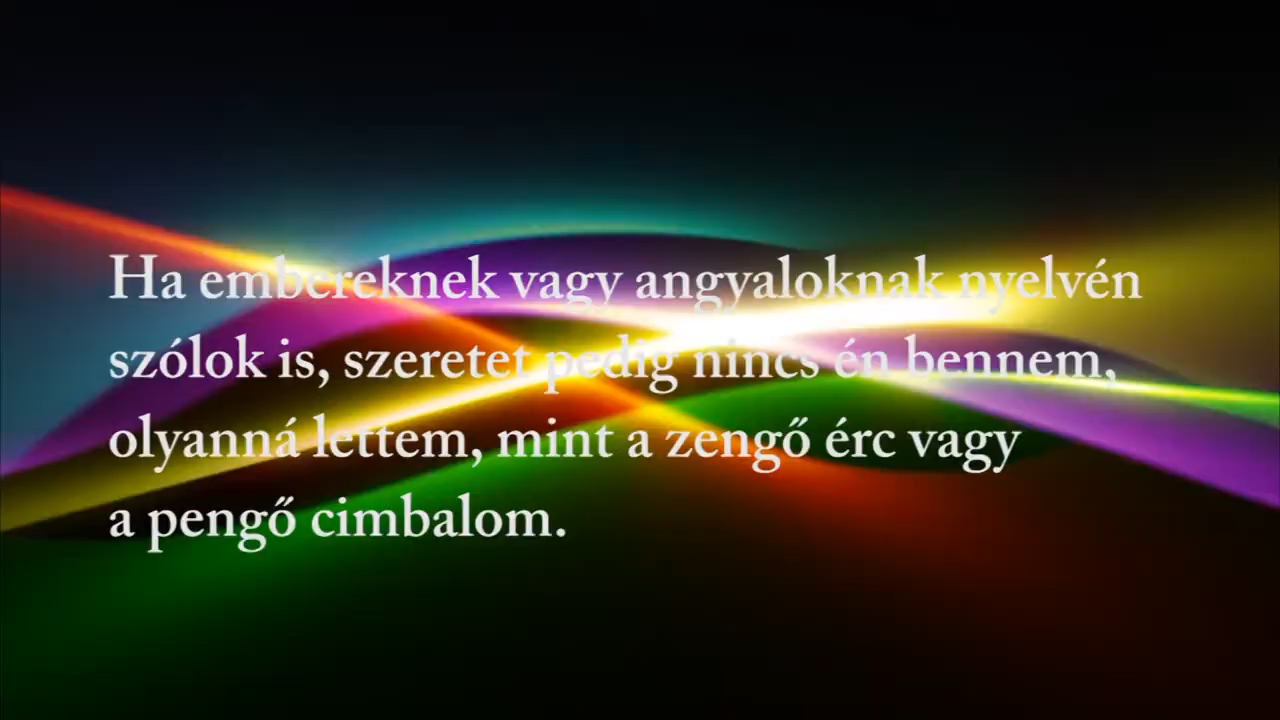 Ha embereknek vagy angyaloknak nyelvén
szólok is, szeretet pedig nincs én bennem,
olyanná lettem, mint a zengő érc vagy
a pengő cimbalom.